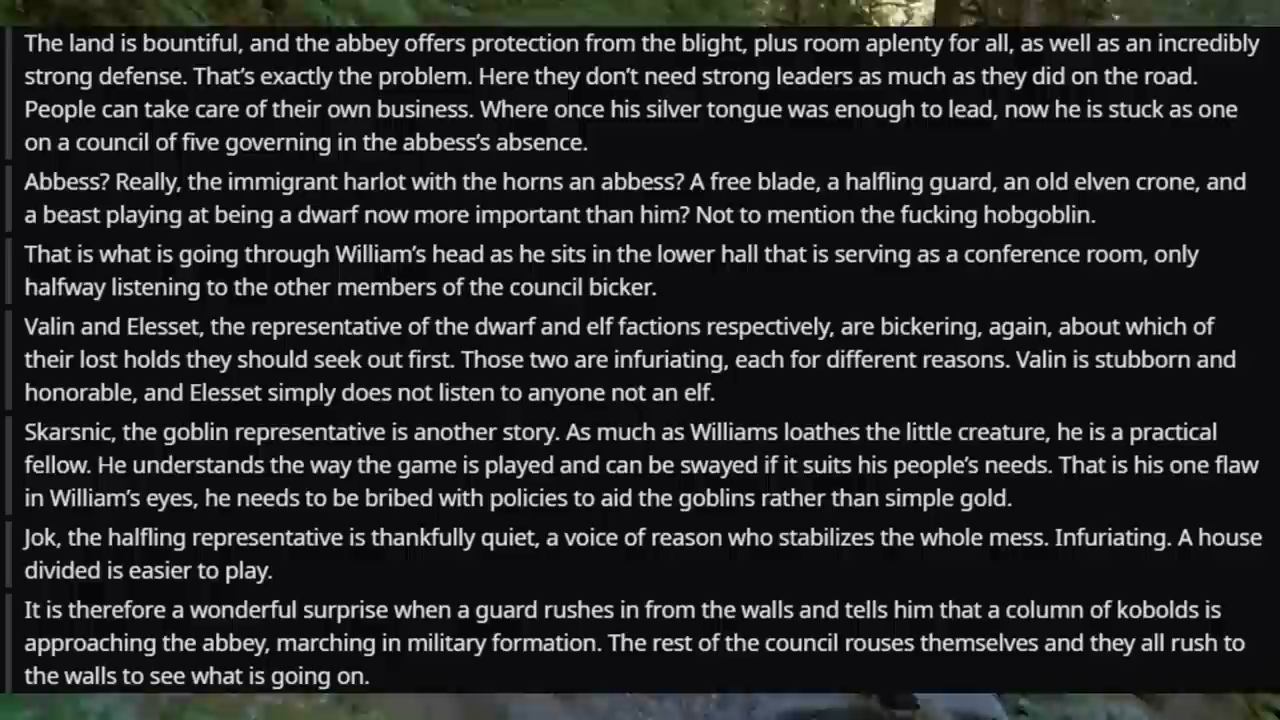 The land is bountiful, and the abbey offers protection from the blight, plus room aplenty for all, as well as an incredibly
strong defense. That's exactly the problem. Here they don't need strong leaders as much as they did on the road.
People can take care of their own business. Where once his silver tongue was enough to lead, now he is stuck as one
on a council of five governing in the abbess's absence.
Abbess? Really, the immigrant harlot with the horns an abbess? A free blade, a halfling guard, an old elven crone, and
a beast playing at being a dwarf now more important than him? Not to mention the fucking hobgoblin.
That is what is going through William's head as he sits in the lower hall that is serving as a conference room, only
halfway listening to the other members of the council bicker.
Valin and Elesset, the representative of the dwarf and elf factions respectively, are bickering, again, about which of
their lost holds they should seek out first. Those two are infuriating, each for different reasons. Valin is stubborn and
honorable, and Elesset simply does not listen to anyone not an elf.
Skarsnic, the goblin representative is another story. As much as Williams loathes the little creature, he is a practical
fellow. He understands the way the game is played and can be swayed if it suits his people's needs. That is his one flaw
in William's eyes, he needs to be bribed with policies to aid the goblins rather than simple gold.
Jok, the halfling representative is thankfully quiet, a voice of reason who stabilizes the whole mess. Infuriating. A house
divided is easier to play.
It is therefore a wonderful surprise when a guard rushes in from the walls and tells him that a column of kobolds is
approaching the abbey, marching in military formation. The rest of the council rouses themselves and they all rush to
the walls to see what is going on.